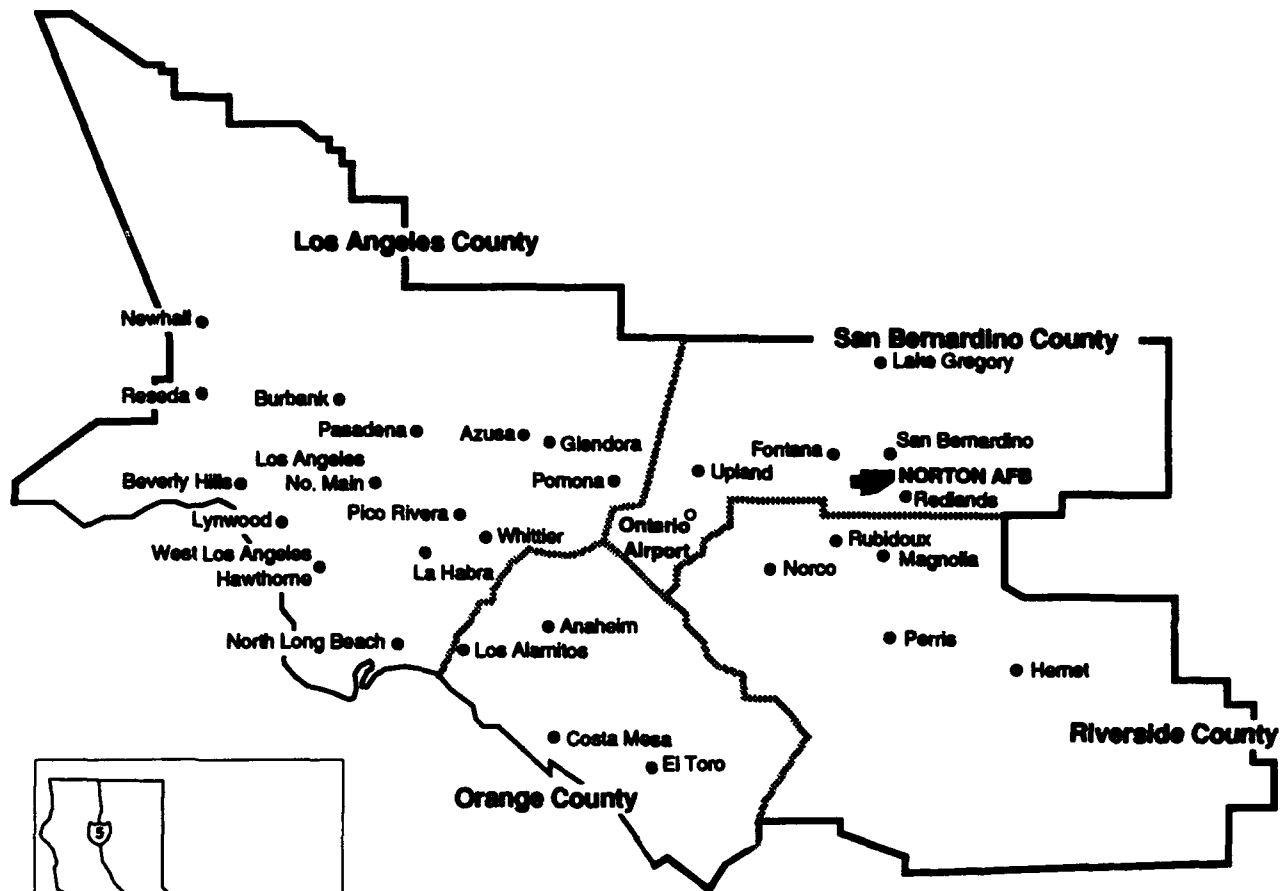 Los Angeles County
Newhall
San Bernardino County
Lake Gregory
Reseda
Burbank
Pasadena
Azusa
Glendora
Fontana
San Bernardino
Los Angeles
No. Main
Beverly Hills
Pomona
Upland
NORTON AFB
Redlands
Lynwood
Pico Rivera
Whittier
Ontario
Airport
Rubidoux
Magnolia
West Los Angeles
Hawthorne
La Habra
Norco
North Long Beach
Los Alamitos
Anaheim
Perris
Hemet
Costa Mesa
El Toro
Riverside County
Orange County
5